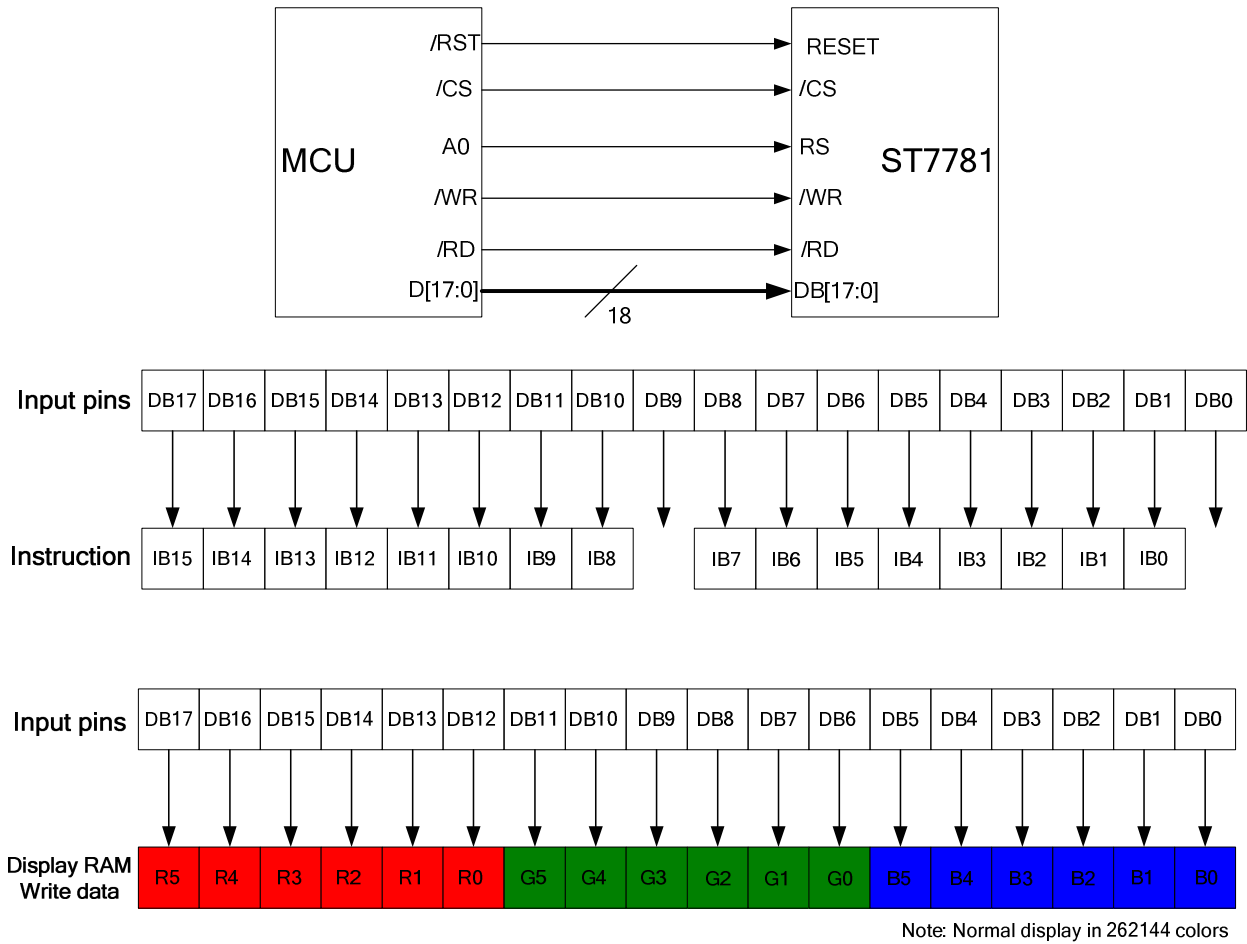 /RST RESET
/CS /CS
MCU A0 RS ST7781
/WR /WR
/RD /RD
D[17:0] DB[17:0]
18
Input pins DB17 DB16 DB15 DB14 DB13 DB12 DB11 DB10 DB9 DB8 DB7 DB6 DB5 DB4 DB3 DB2 DB1 DB0
Instruction IB15 IB14 IB13 IB12 IB11 IB10 IB9 IB8 IB7 IB6 IB5 IB4 IB3 IB2 IB1 IB0
Input pins DB17 DB16 DB15 DB14 DB13 DB12 DB11 DB10 DB9 DB8 DB7 DB6 DB5 DB4 DB3 DB2 DB1 DB0
Display RAM
Write data R5 R4 R3 R2 R1 R0 G5 G4 G3 G2 G1 G0 B5 B4 B3 B2 B1 B0
Note: Normal display in 262144 colors